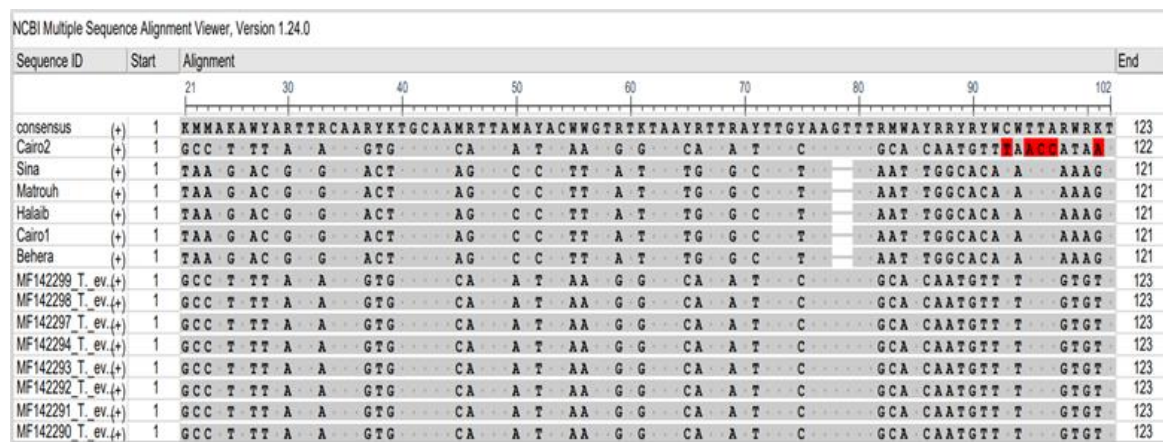 NCBI Multiple Sequence Alignment Viewer, Version 1.24.0
Sequence ID Start Alignment End
21 30 40 50 60 70 80 90 102
consensus (+) 1 KMMAKAWYARTTRCAARYKTGCAAMRTTAMAYACWWGTRTKTAAYRTTRAYTTGYAAGTTTRMWAYRRYRYWCWTTARWRKT 123
Cairo2 (+) 1 GCC T TT A A GTG CA A T AA G G CA A T C GCA CAATGTTTAACCATAA 122
Sina (+) 1 TAA G AC G G ACT AG C C TT A T TG G C T AAT TGGCACA A AAAG 121
Matrouh (+) 1 TAA G AC G G ACT AG C C TT A T TG G C T AAT TGGCACA A AAAG 121
Halaib (+) 1 TAA G AC G G ACT AG C C TT A T TG G C T AAT TGGCACA A AAAG 121
Cairo1 (+) 1 TAA G AC G G ACT AG C C TT A T TG G C T AAT TGGCACA A AAAG 121
Behera (+) 1 TAA G AC G G ACT AG C C TT A T TG G C T AAT TGGCACA A AAAG 121
MF142299_T._ev..(+) 1 GCC T TT A A GTG CA A T AA G G CA A T C GCA CAATGTT T GTGT 123
MF142298_T._ev..(+) 1 GCC T TT A A GTG CA A T AA G G CA A T C GCA CAATGTT T GTGT 123
MF142297_T._ev..(+) 1 GCC T TT A A GTG CA A T AA G G CA A T C GCA CAATGTT T GTGT 123
MF142294_T._ev..(+) 1 GCC T TT A A GTG CA A T AA G G CA A T C GCA CAATGTT T GTGT 123
MF142293_T._ev..(+) 1 GCC T TT A A GTG CA A T AA G G CA A T C GCA CAATGTT T GTGT 123
MF142292_T._ev..(+) 1 GCC T TT A A GTG CA A T AA G G CA A T C GCA CAATGTT T GTGT 123
MF142291_T._ev..(+) 1 GCC T TT A A GTG CA A T AA G G CA A T C GCA CAATGTT T GTGT 123
MF142290_T._ev..(+) 1 GCC T TT A A GTG CA A T AA G G CA A T C GCA CAATGTT T GTGT 123